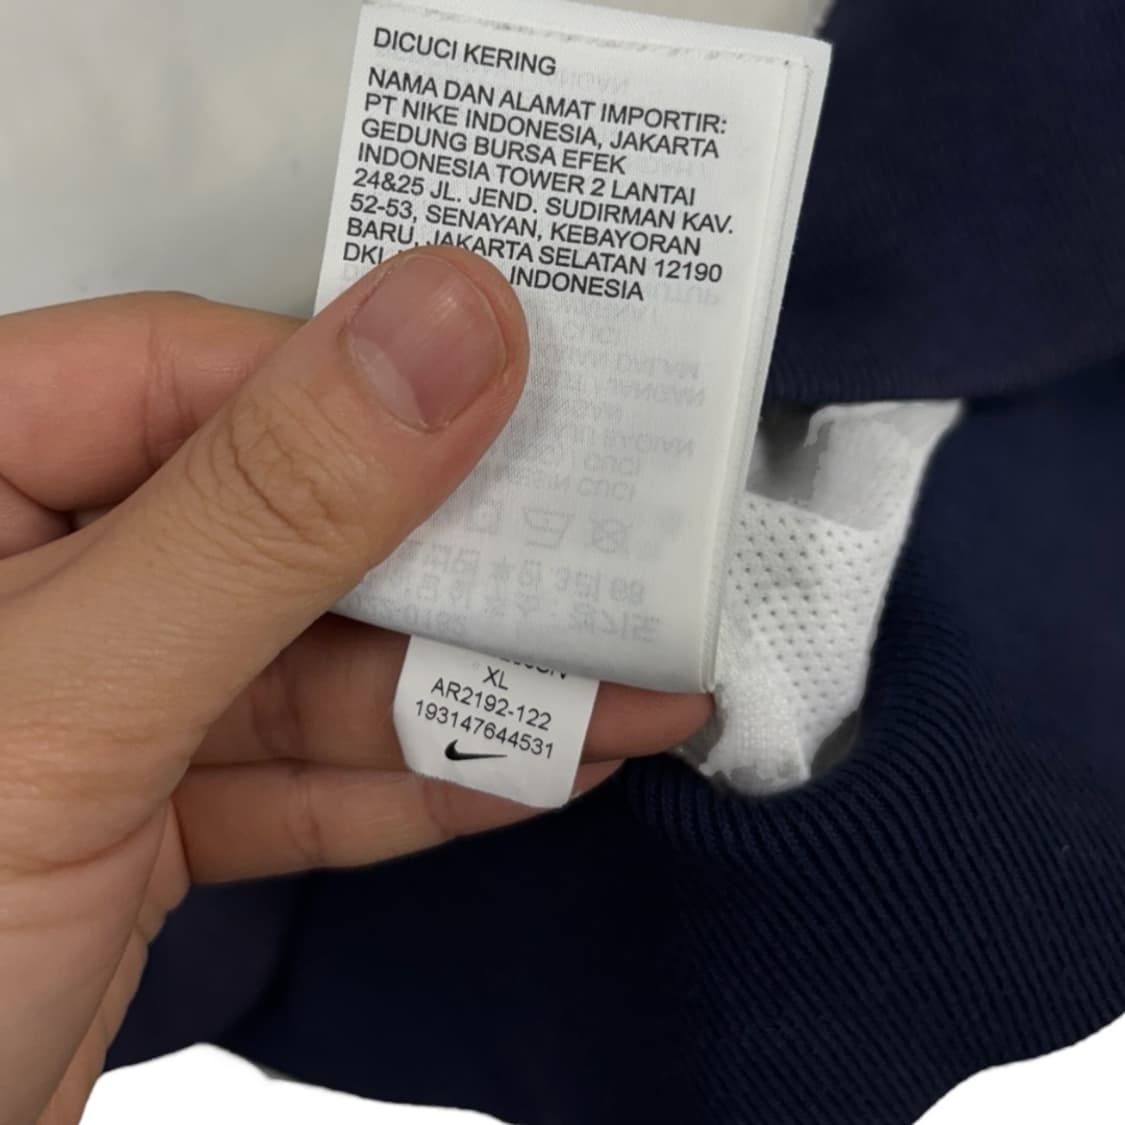 DICUCI KERING
NAMA DAN ALAMAT IMPORTIR:
PT NIKE INDONESIA, JAKARTA
GEDUNG BURSA EFEK
INDONESIA TOWER 2 LANTAI
24&25 JL. JEND. SUDIRMAN KAV.
52-53, SENAYAN, KEBAYORAN
BARU, JAKARTA SELATAN 12190
DKI INDONESIA
XL
AR2192-122
193147644531